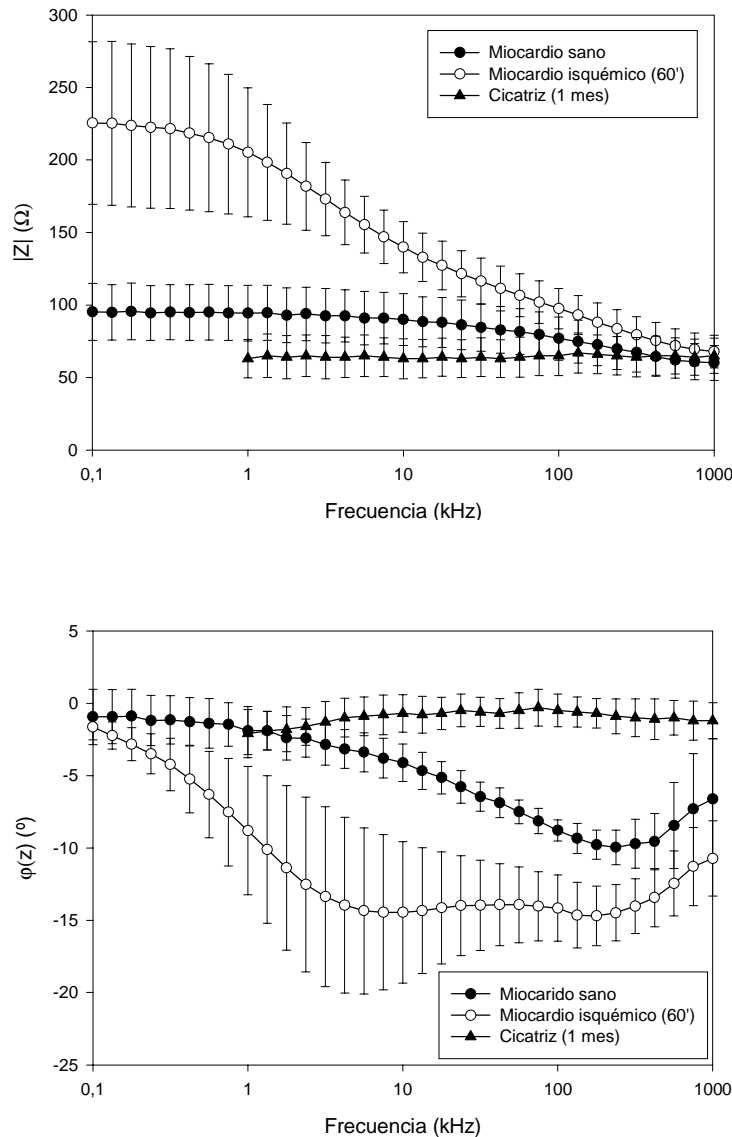 300
250
200
150
100
50
0
|Z| (Ω)
Miocardio sano
Miocardio isquémico (60')
Cicatriz (1 mes)
0,1 1 10 100 1000
Frecuencia (kHz)
5
0
-5
-10
-15
-20
-25
φ(z) (º)
Miocarido sano
Miocardio isquémico (60')
Cicatriz (1 mes)
0,1 1 10 100 1000
Frecuencia (kHz)